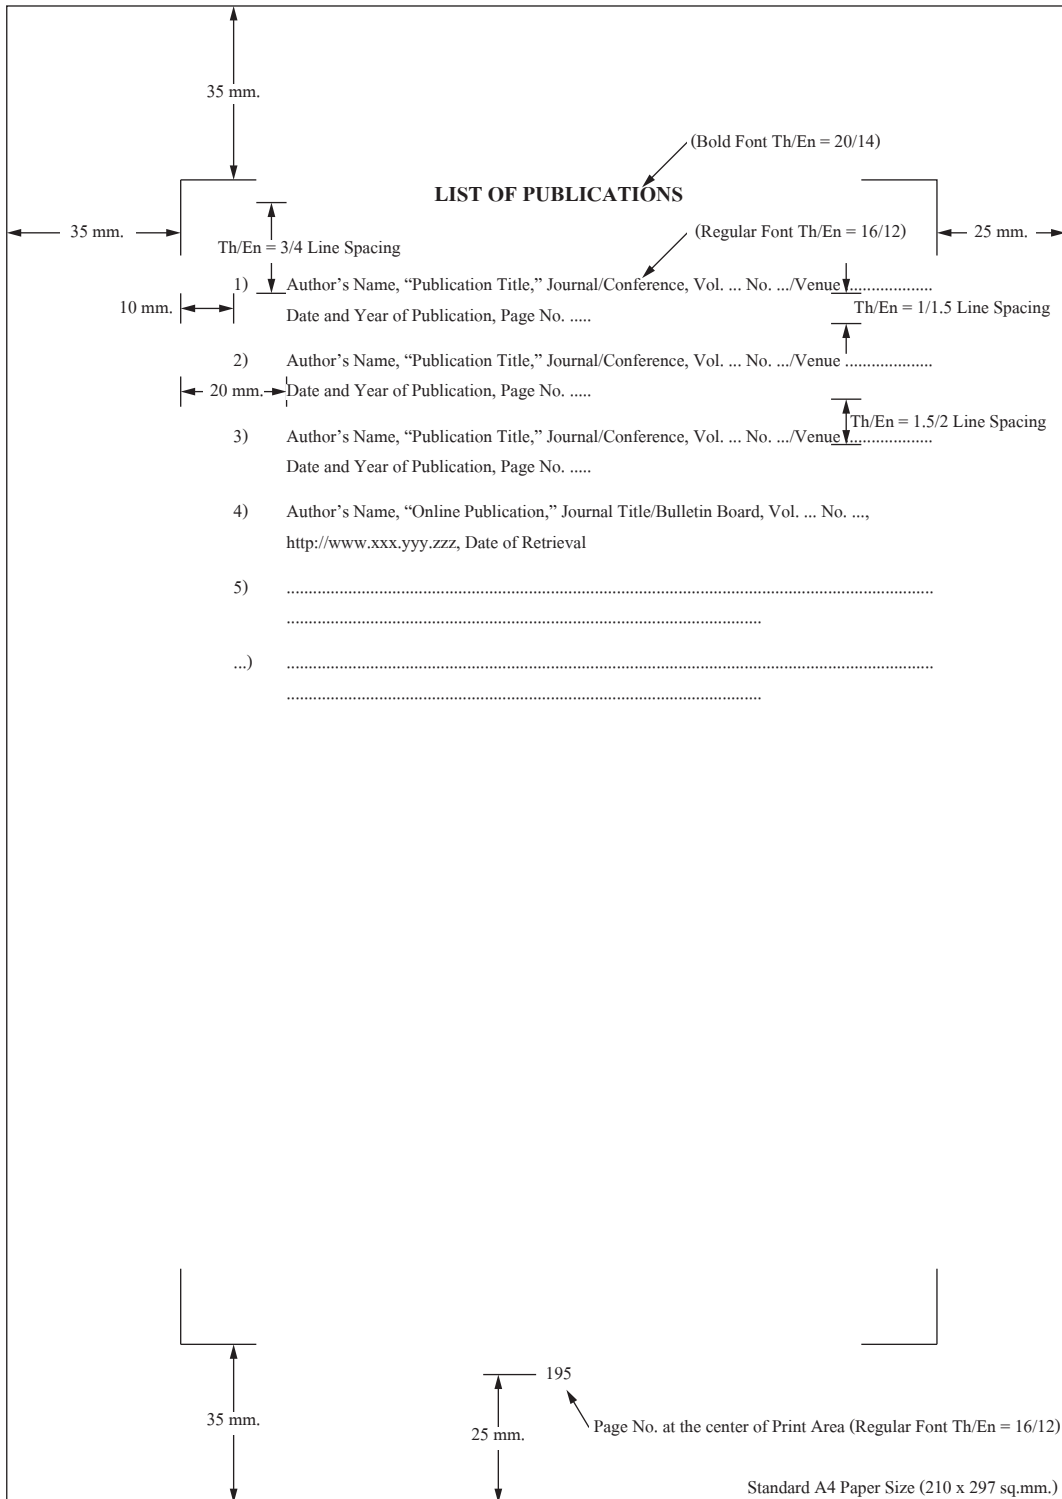 35 mm.
(Bold Font Th/En = 20/14)
LIST OF PUBLICATIONS
35 mm.
(Regular Font Th/En = 16/12)
25 mm.
Th/En = 3/4 Line Spacing
1) Author’s Name, “Publication Title,” Journal/Conference, Vol. ... No. .../Venue ....................
10 mm.
Th/En = 1/1.5 Line Spacing
Date and Year of Publication, Page No. .....
2) Author’s Name, “Publication Title,” Journal/Conference, Vol. ... No. .../Venue ....................
20 mm.
Date and Year of Publication, Page No. .....
Th/En = 1.5/2 Line Spacing
3) Author’s Name, “Publication Title,” Journal/Conference, Vol. ... No. .../Venue ....................
Date and Year of Publication, Page No. .....
4) Author’s Name, “Online Publication,” Journal Title/Bulletin Board, Vol. ... No. ...,
http://www.xxx.yyy.zzz, Date of Retrieval
5) ....................................................................................................................................................
............................................................................................................
...) ....................................................................................................................................................
............................................................................................................
195
35 mm.
25 mm.
Page No. at the center of Print Area (Regular Font Th/En = 16/12)
Standard A4 Paper Size (210 x 297 sq.mm.)